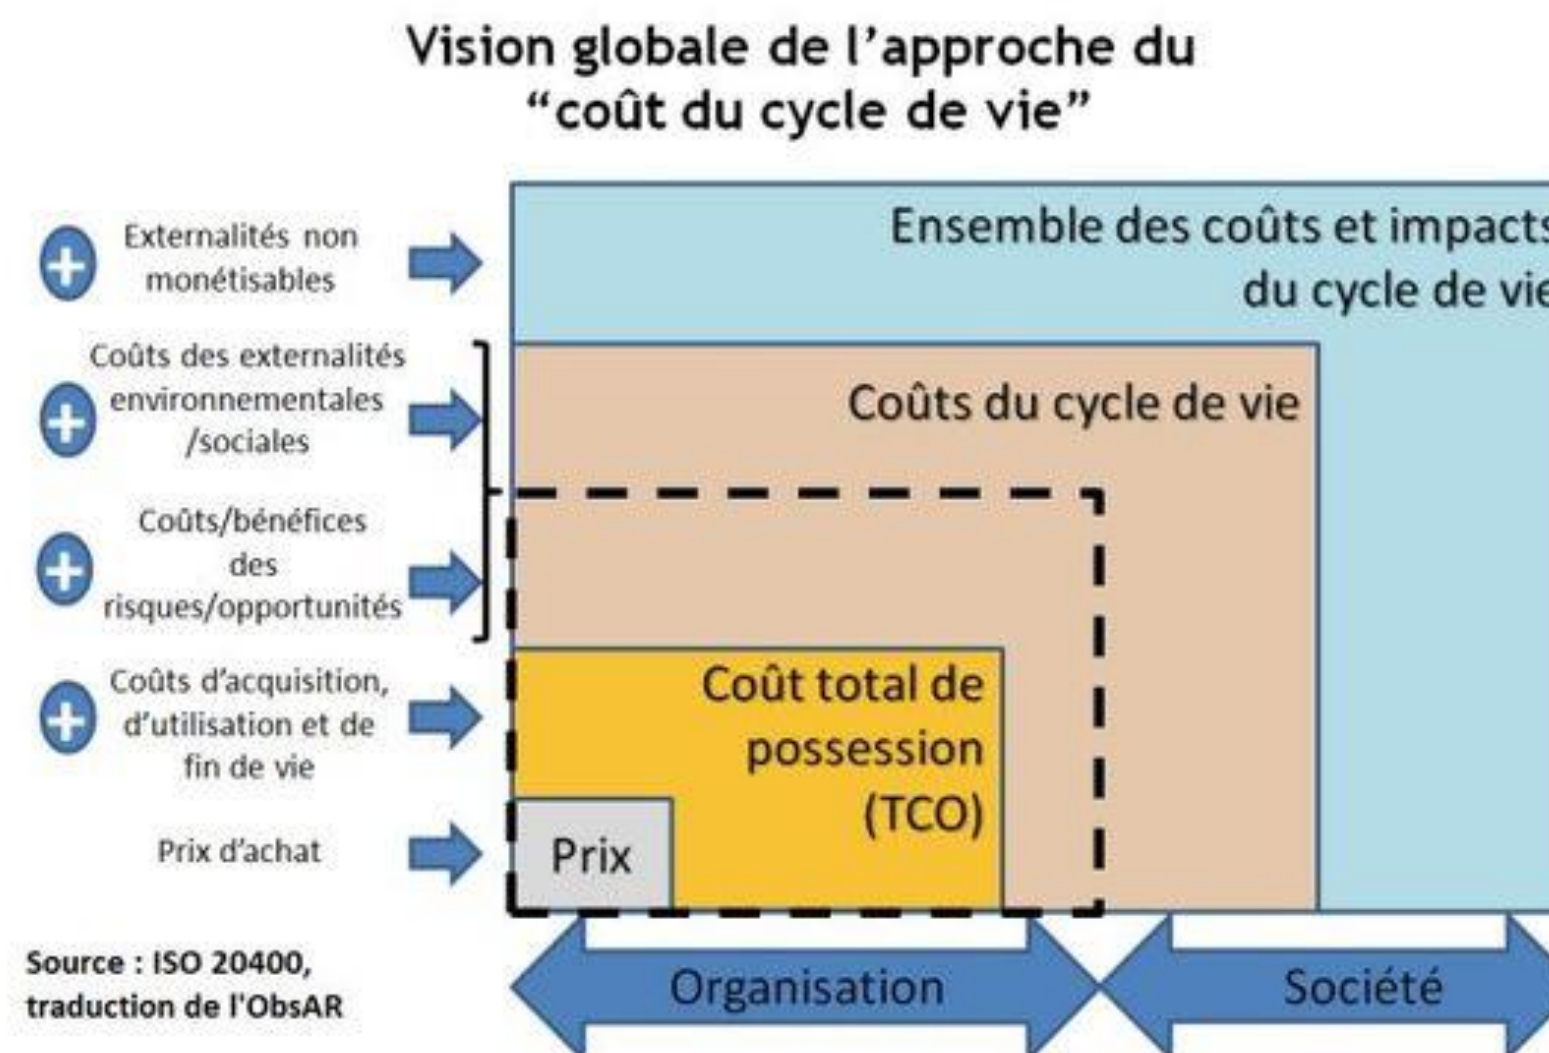 Vision globale de l’approche du
“coût du cycle de vie”
Externalités non
monétisables
Ensemble des coûts et impacts
du cycle de vie
Coûts des externalités
environnementales
/sociales
Coûts du cycle de vie
Coûts/bénéfices
des
risques/opportunités
Coûts d’acquisition,
d’utilisation et de
fin de vie
Coût total de
possession
(TCO)
Prix d’achat
Prix
Source : ISO 20400,
traduction de l'ObsAR
Organisation
Société